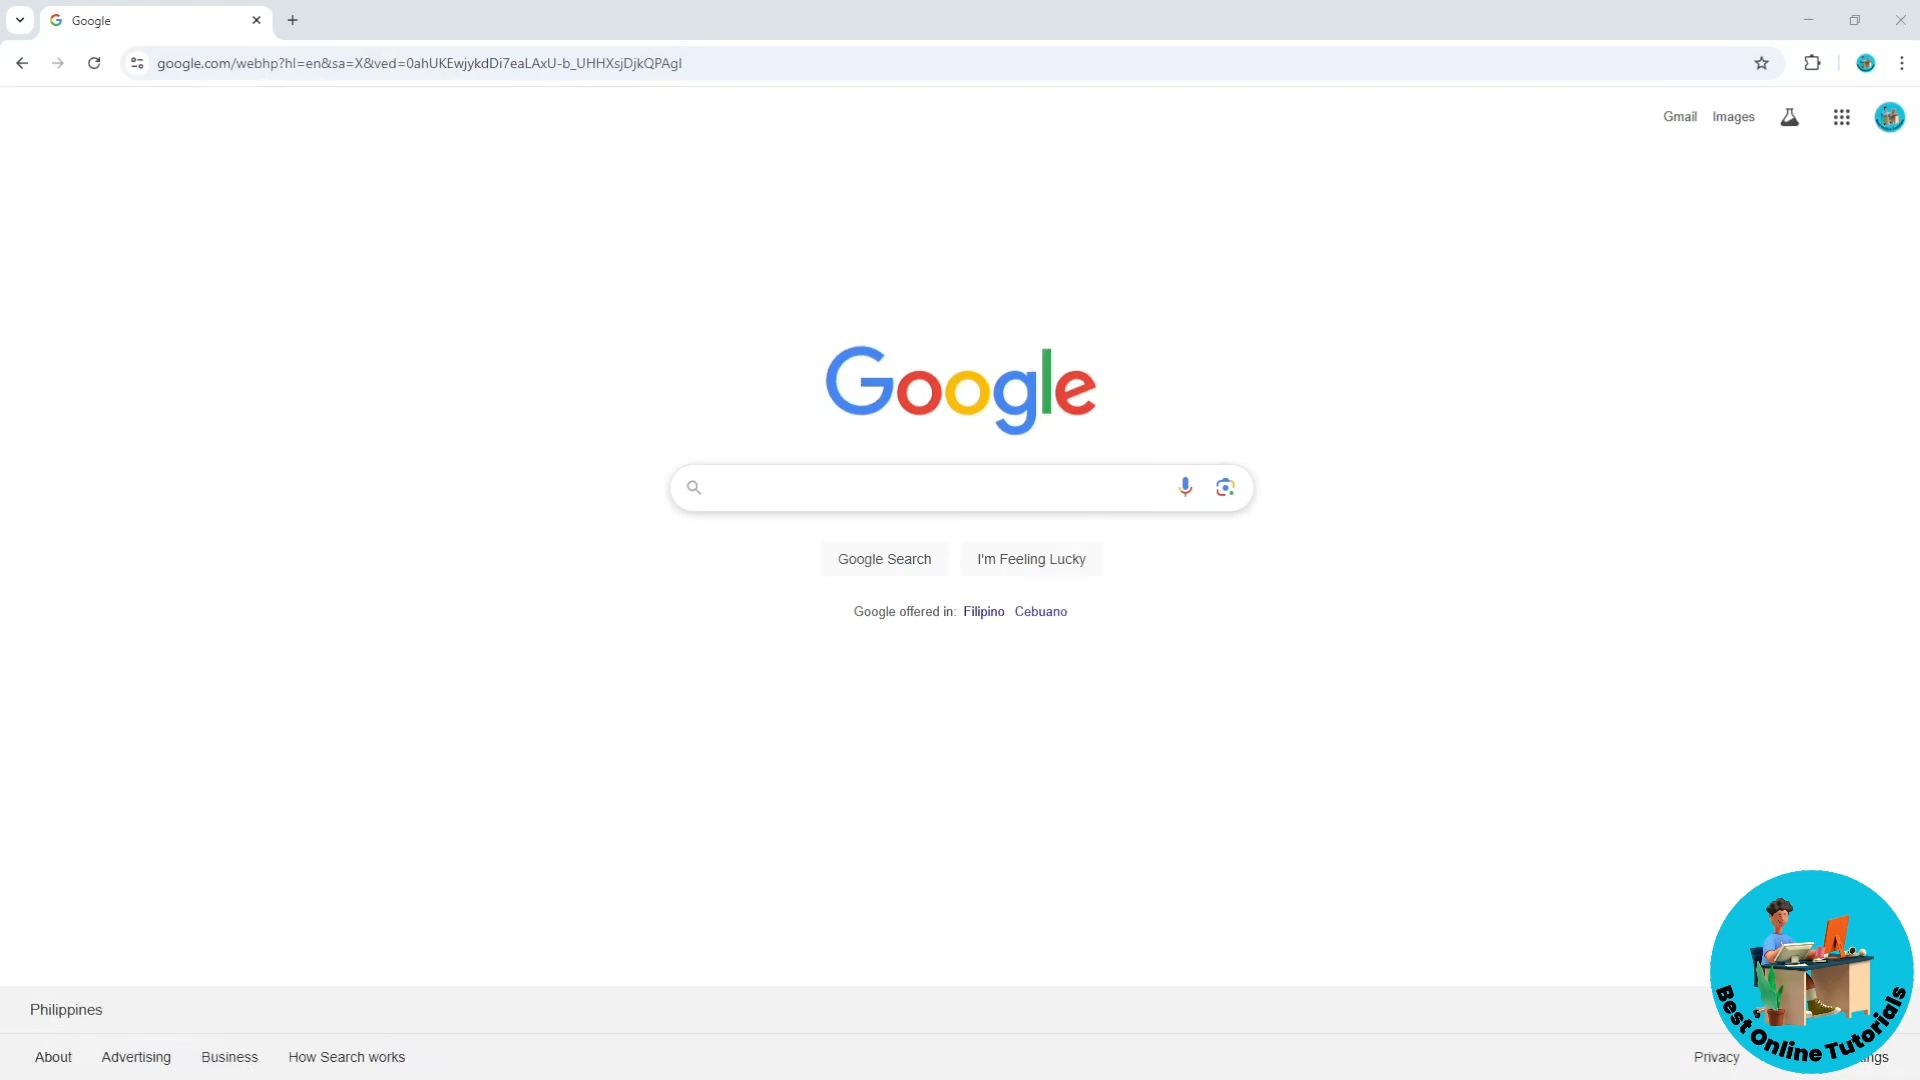 Google
google.com/webhp?hl=en&sa=X&ved=0ahUKEwjykdDi7eaLAxU-b_UHHXsjDjkQPAgI
Gmail Images
Google
Google Search I'm Feeling Lucky
Google offered in: Filipino Cebuano
Philippines
About Advertising Business How Search works Privacy
Best Online Tutorials